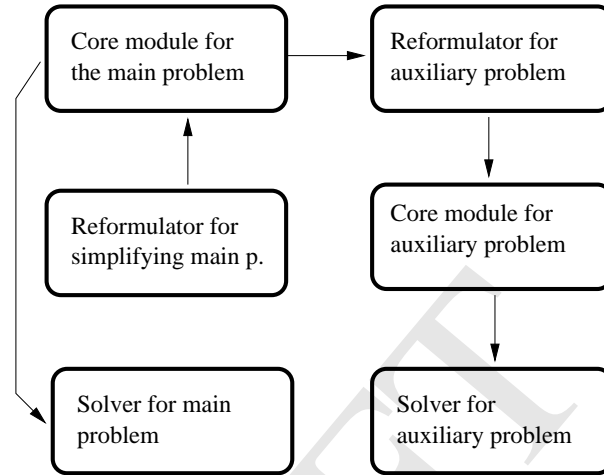 Core module for
the main problem
Reformulator for
auxiliary problem
Reformulator for
simplifying main p.
Core module for
auxiliary problem
Solver for main
problem
Solver for
auxiliary problem